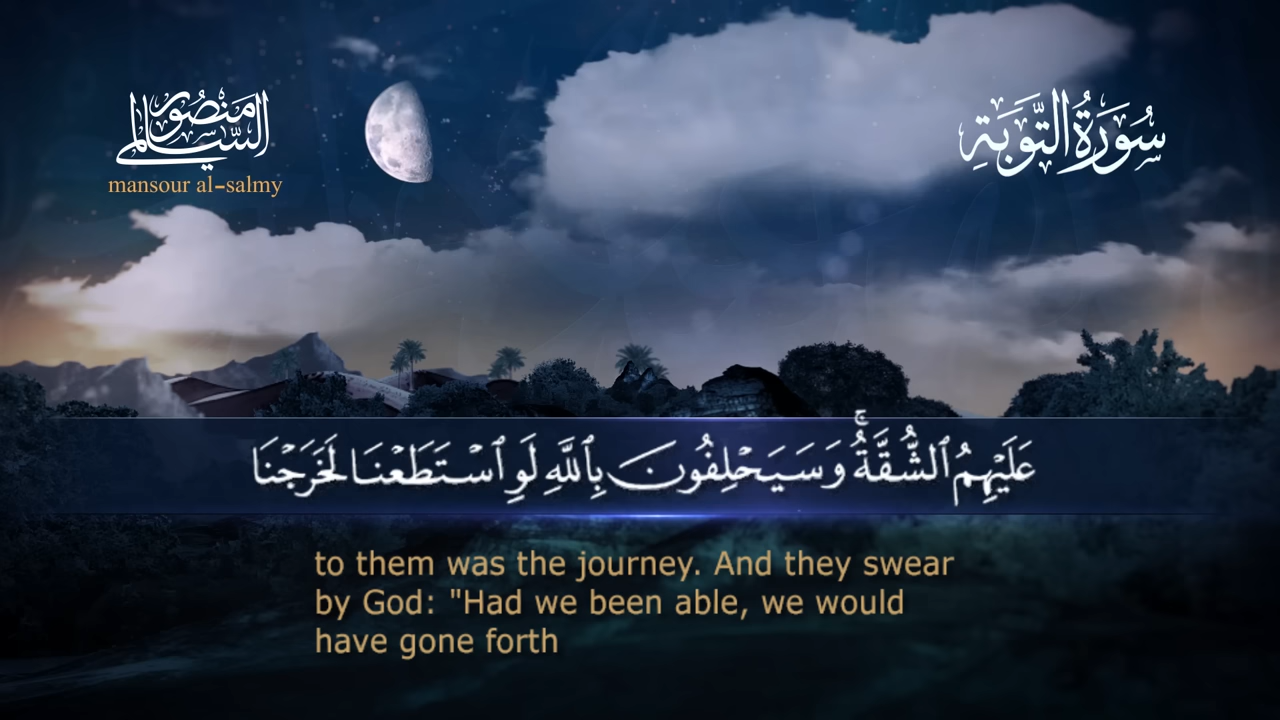 منصور السالمي
mansour al-salmy
سُورَةُ التَّوْبَةِ
عَلَيْهِمُ ٱلشُّقَّةُ ۚ وَسَيَحْلِفُونَ بِٱللَّهِ لَوِ ٱسْتَطَعْنَا لَخَرَجْنَا
to them was the journey. And they swear
by God: "Had we been able, we would
have gone forth